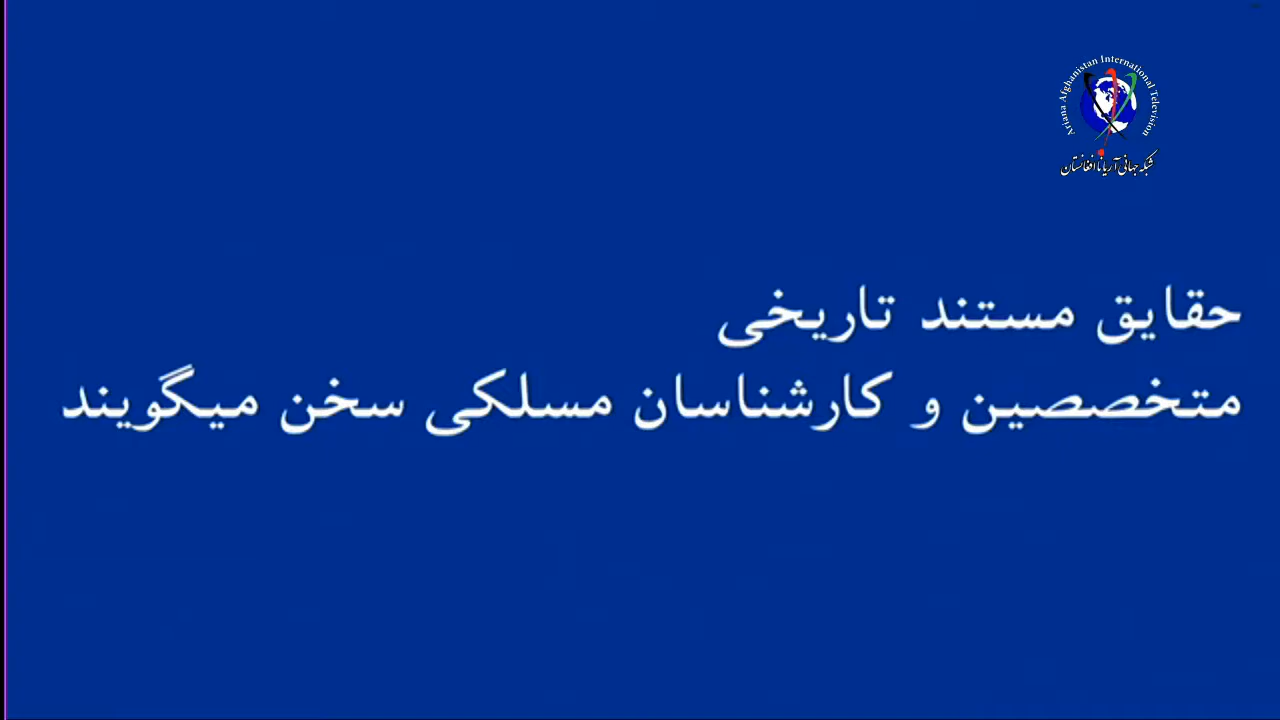 Ariana Afghanistan International Television
شبکه جهانی آریانا افغانستان
حقایق مستند تاریخی
متخصصین و کارشناسان مسلکی سخن میگویند